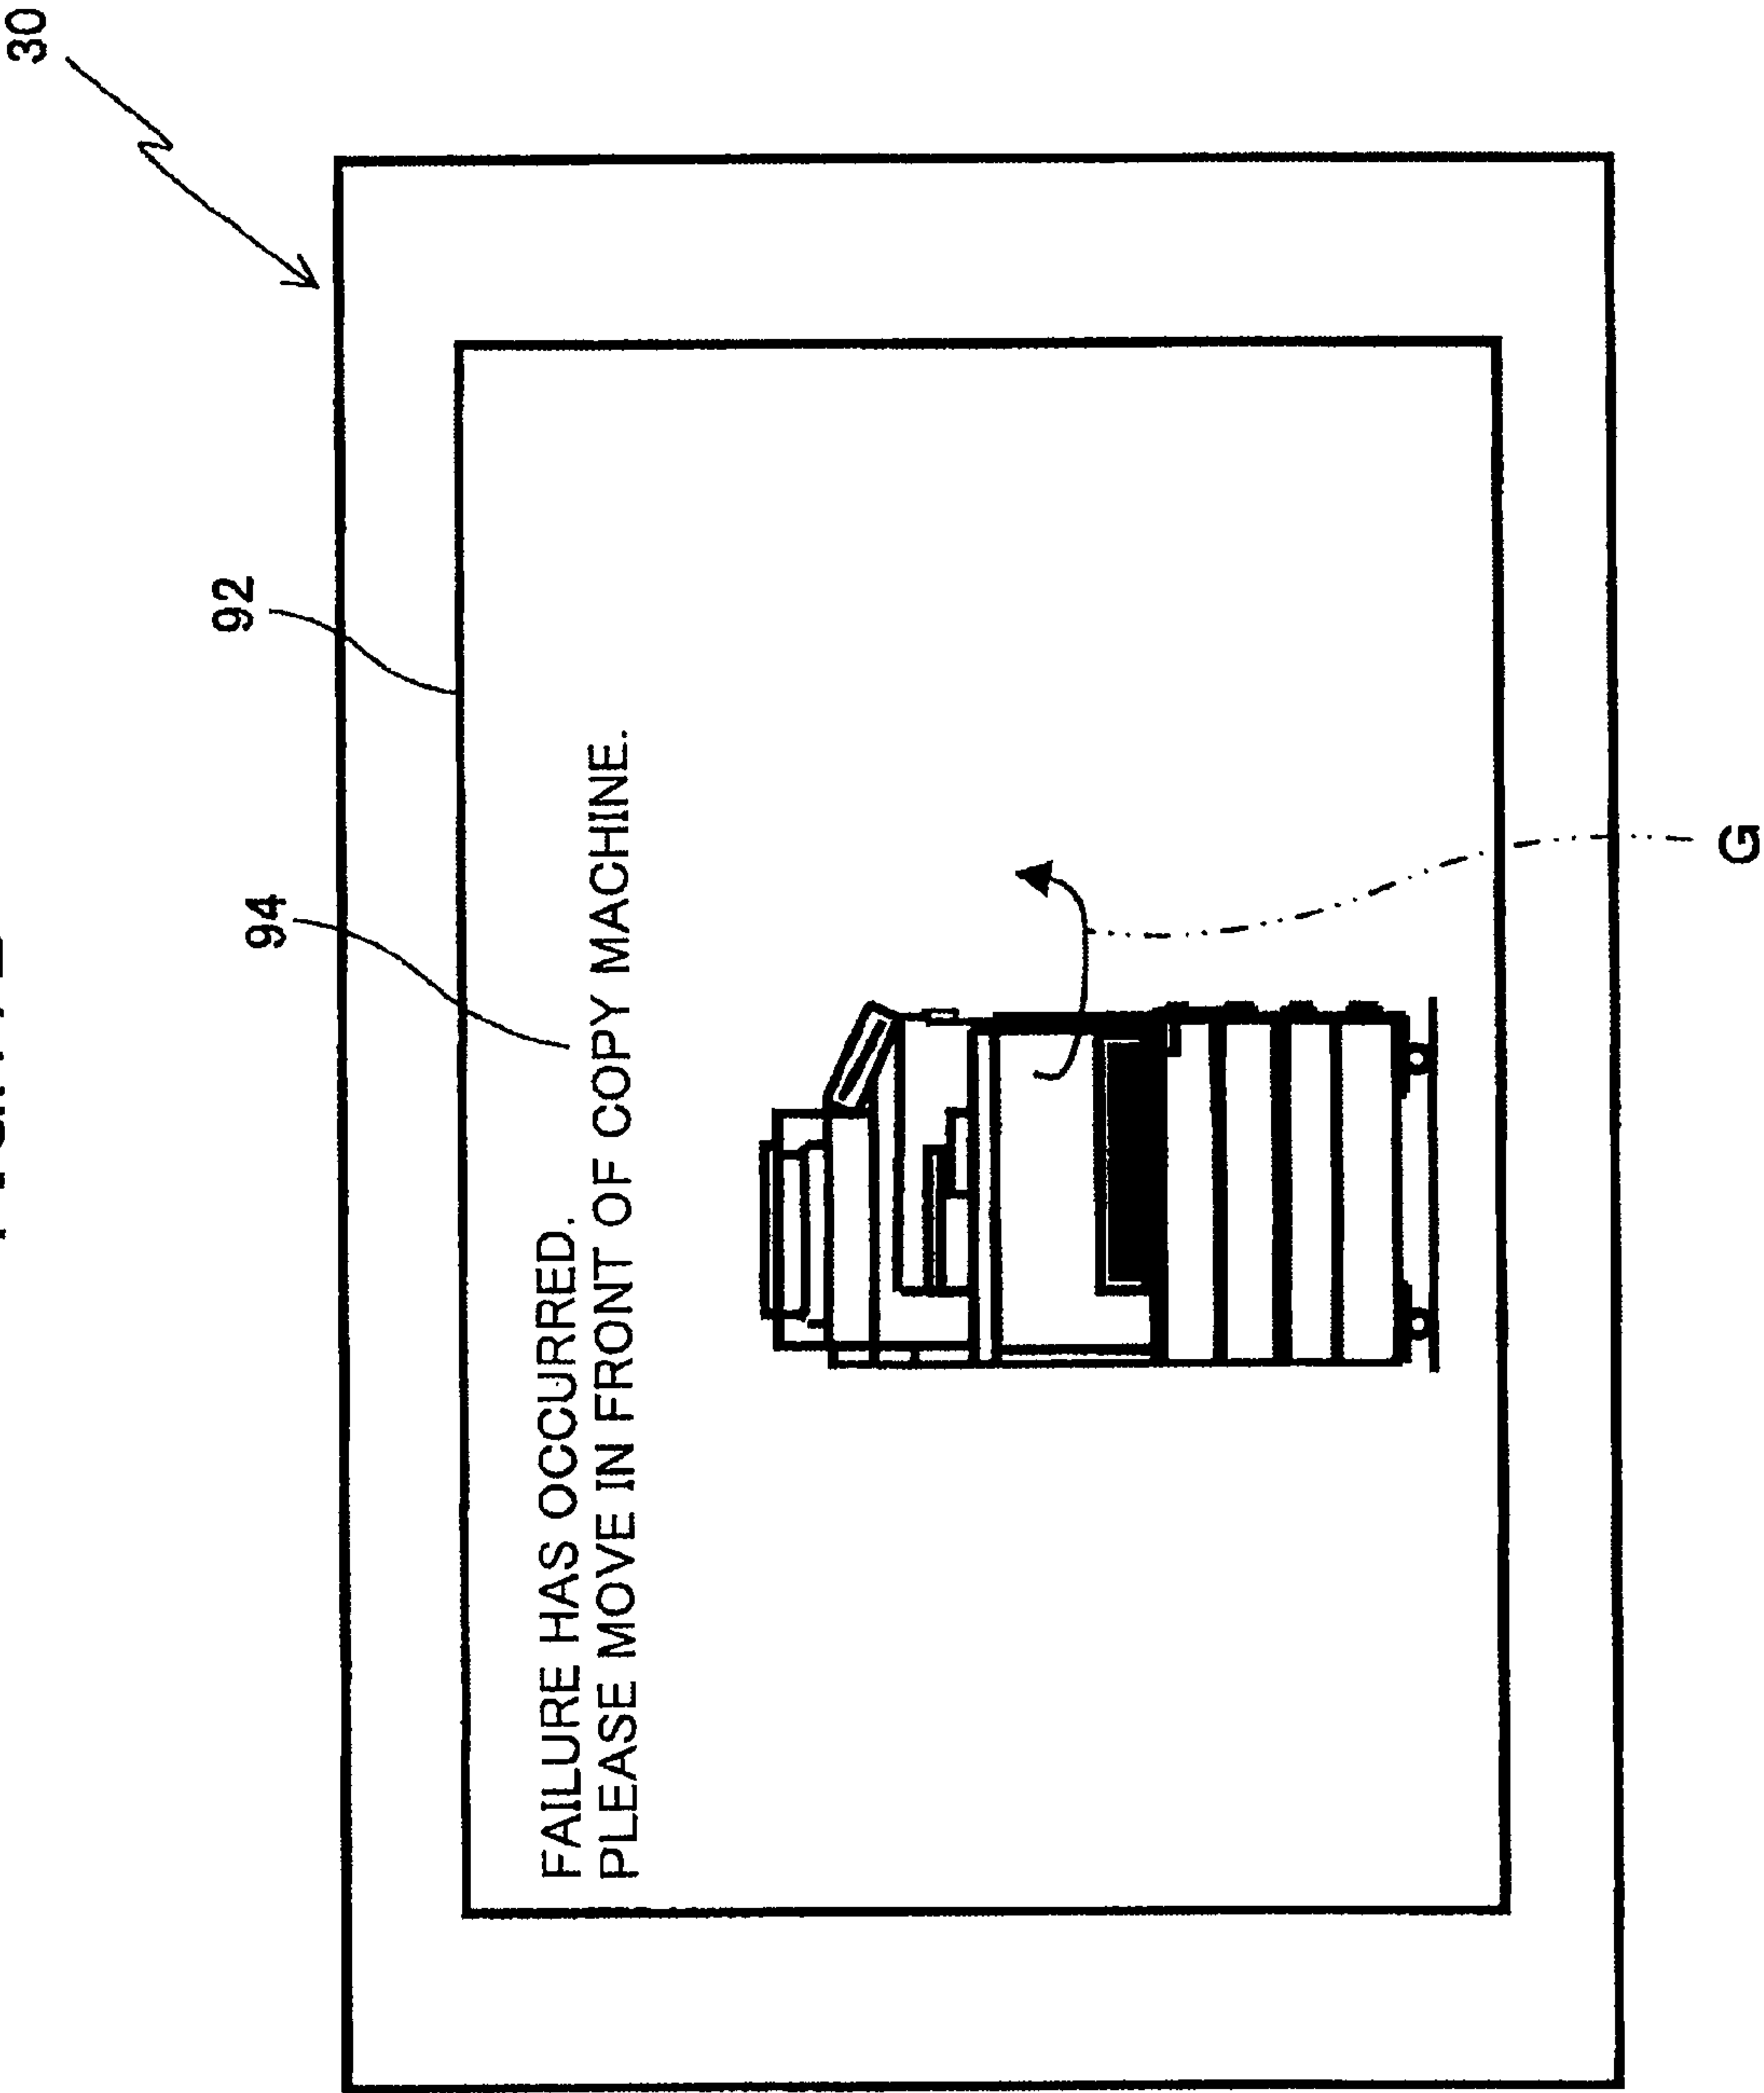 30
92
94
FAILURE HAS OCCURRED.
PLEASE MOVE IN FRONT OF COPY MACHINE.
G